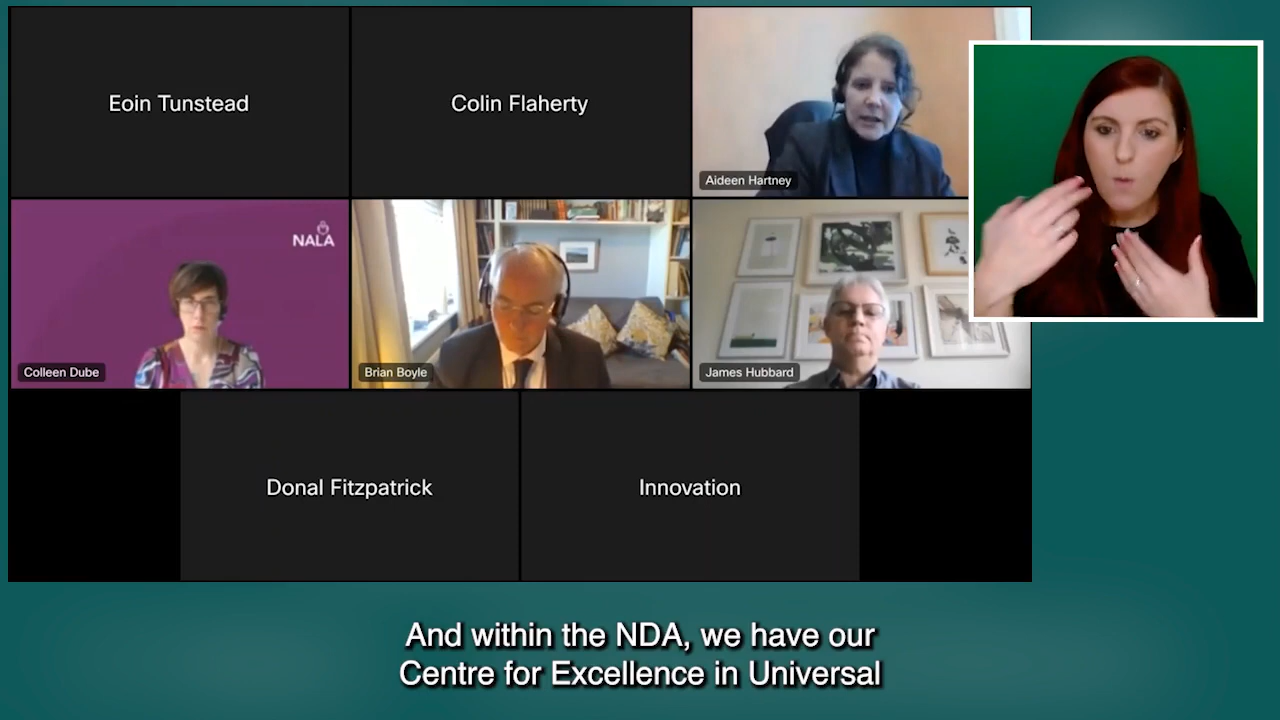 Eoin Tunstead
Colin Flaherty
Aideen Hartney
NALA
Colleen Dube
Brian Boyle
James Hubbard
Donal Fitzpatrick
Innovation
And within the NDA, we have our
Centre for Excellence in Universal